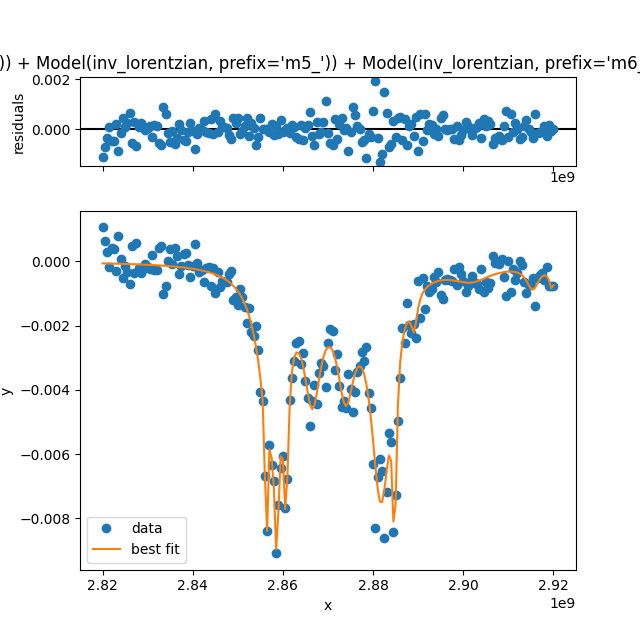 )) + Model(inv_lorentzian, prefix='m5_')) + Model(inv_lorentzian, prefix='m6_
0.002
0.000
residuals
1e9
0.000
−0.002
−0.004
−0.006
−0.008
y
data
best fit
2.82 2.84 2.86 2.88 2.90 2.92
x
1e9